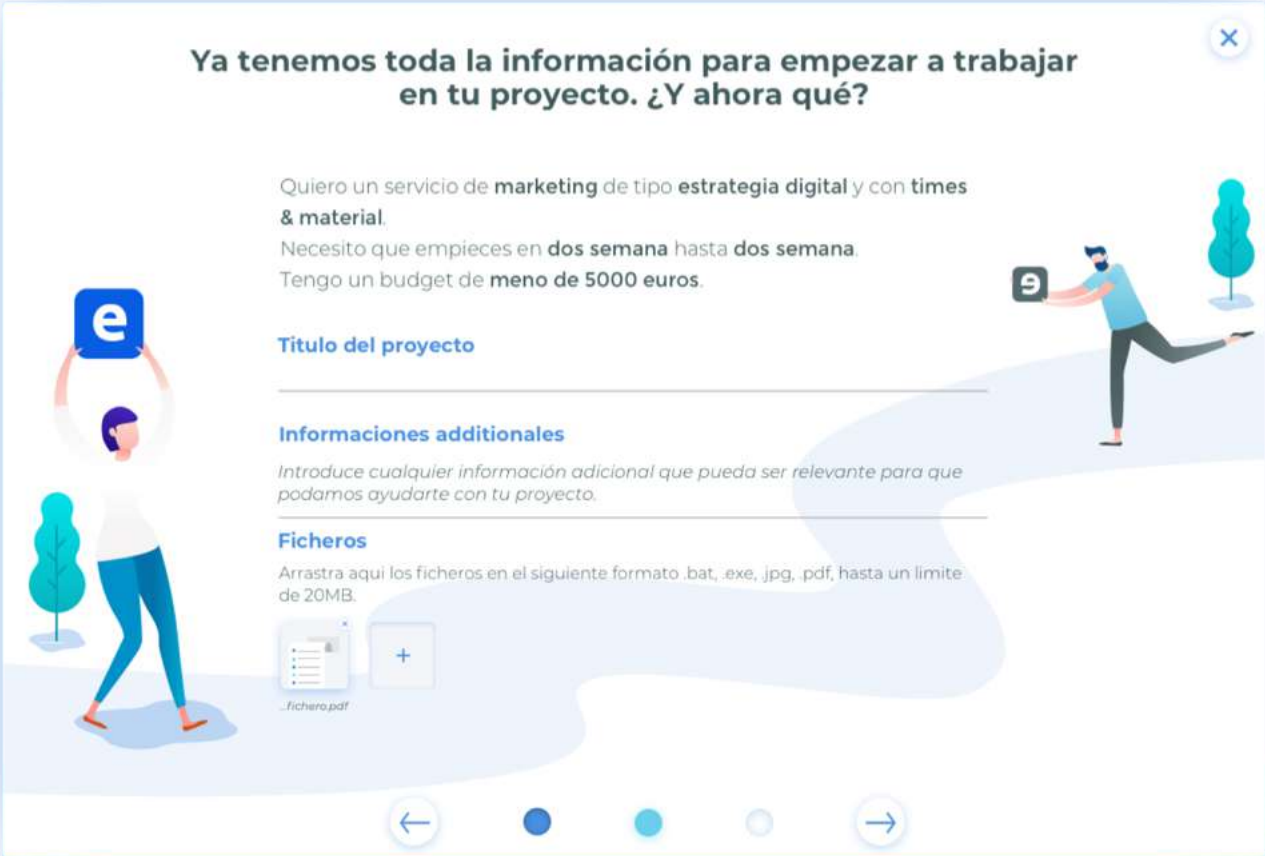 Ya tenemos toda la información para empezar a trabajar
en tu proyecto. ¿Y ahora qué?
Quiero un servicio de marketing de tipo estrategia digital y con times
& material.
Necesito que empieces en dos semana hasta dos semana.
Tengo un budget de meno de 5000 euros.
e
e
Titulo del proyecto
Informaciones additionales
Introduce cualquier información adicional que pueda ser relevante para que
podamos ayudarte con tu proyecto.
Ficheros
Arrastra aqui los ficheros en el siguiente formato .bat, .exe, .jpg, .pdf, hasta un limite
de 20MB.
...fichero.pdf